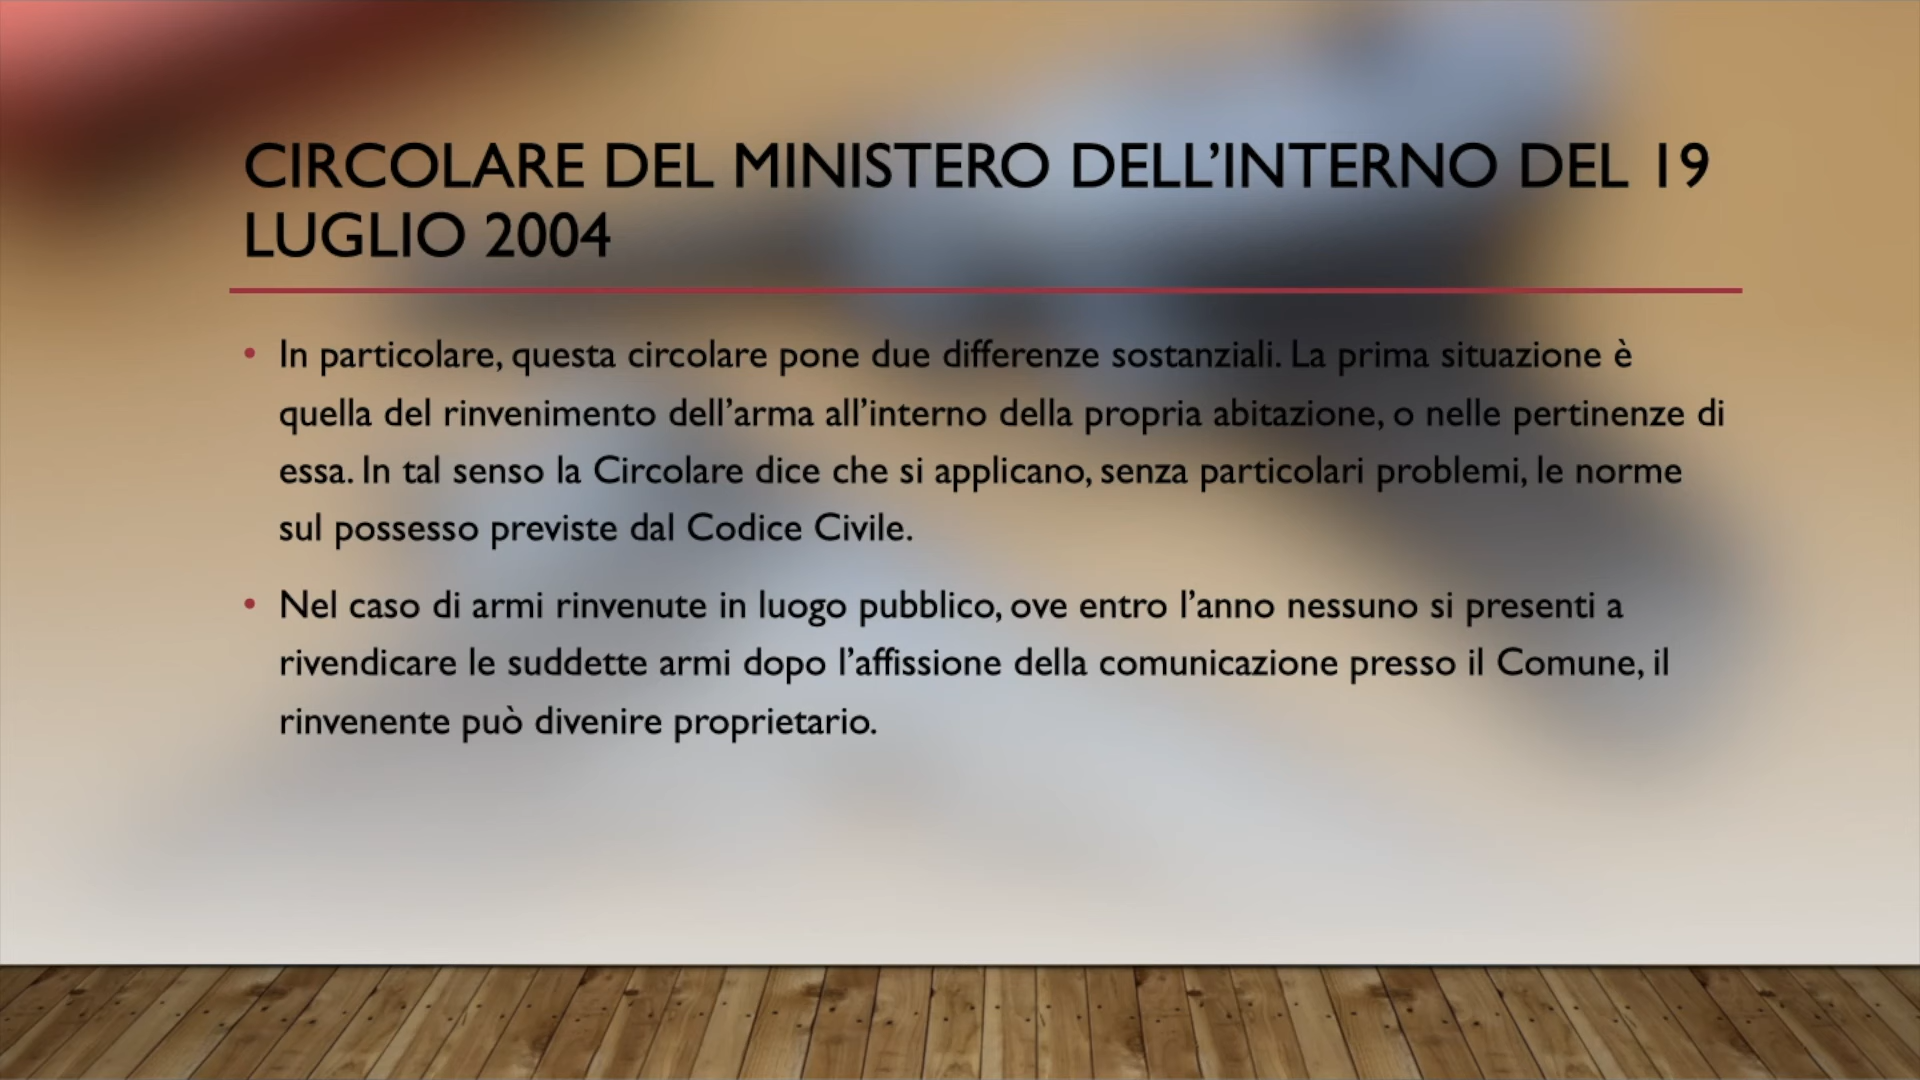 CIRCOLARE DEL MINISTERO DELL’INTERNO DEL 19
LUGLIO 2004
• In particolare, questa circolare pone due differenze sostanziali. La prima situazione è
quella del rinvenimento dell’arma all’interno della propria abitazione, o nelle pertinenze di
essa. In tal senso la Circolare dice che si applicano, senza particolari problemi, le norme
sul possesso previste dal Codice Civile.
• Nel caso di armi rinvenute in luogo pubblico, ove entro l’anno nessuno si presenti a
rivendicare le suddette armi dopo l’affissione della comunicazione presso il Comune, il
rinvenente può divenire proprietario.